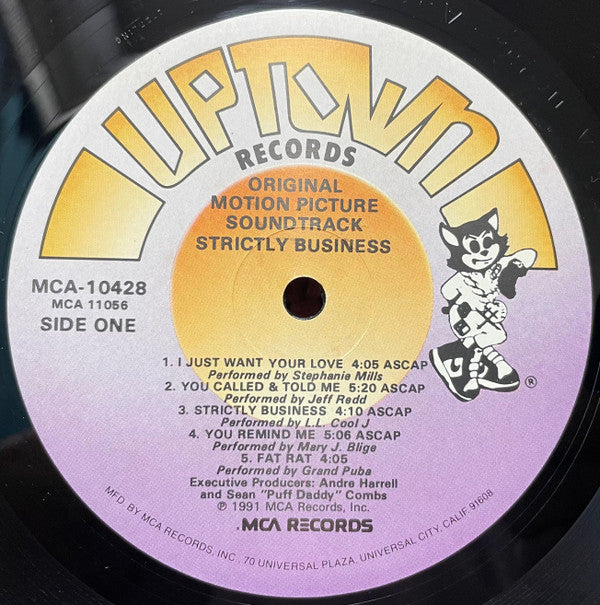 UPTOWN
RECORDS
ORIGINAL
MOTION PICTURE
SOUNDTRACK
STRICTLY BUSINESS
MCA-10428
MCA 11056
SIDE ONE
1. I JUST WANT YOUR LOVE 4:05 ASCAP
Performed by Stephanie Mills
2. YOU CALLED & TOLD ME 5:20 ASCAP
Performed by Jeff Redd
3. STRICTLY BUSINESS 4:10 ASCAP
Performed by L.L. Cool J
4. YOU REMIND ME 5:06 ASCAP
Performed by Mary J. Blige
5. FAT RAT 4:05
Performed by Grand Puba
Executive Producers: Andre Harrell
and Sean "Puff Daddy" Combs
℗ 1991 MCA Records, Inc.
®
MCA RECORDS
MFD. BY MCA RECORDS, INC., 70 UNIVERSAL PLAZA, UNIVERSAL CITY, CALIF. 91608